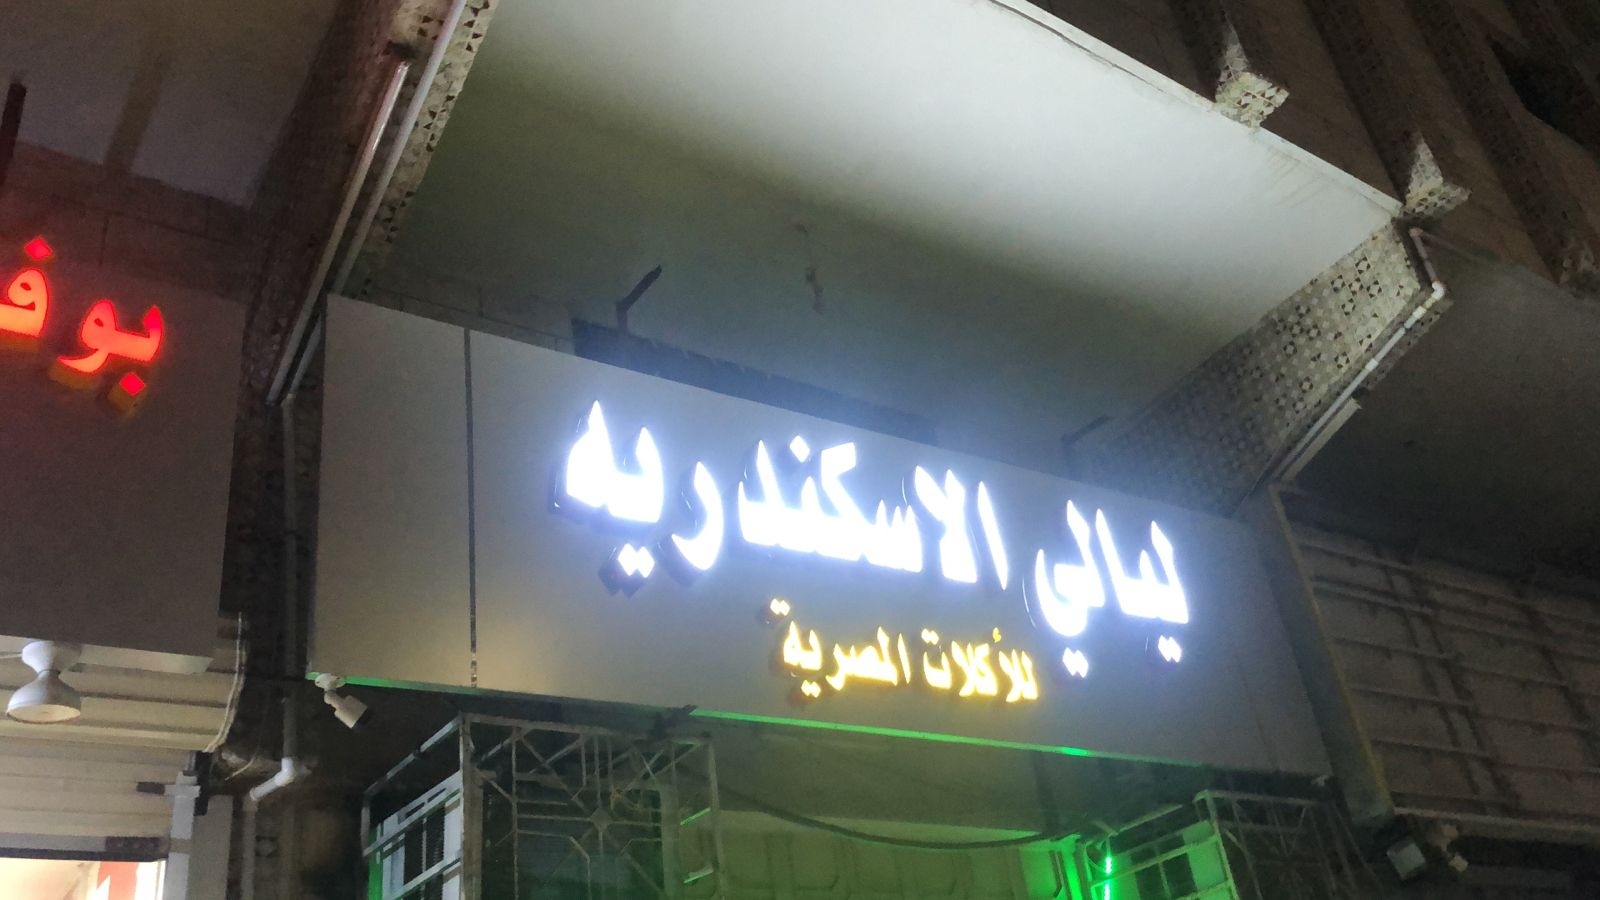 ليالي الاسكندريه
للأكلات المصرية
بوف